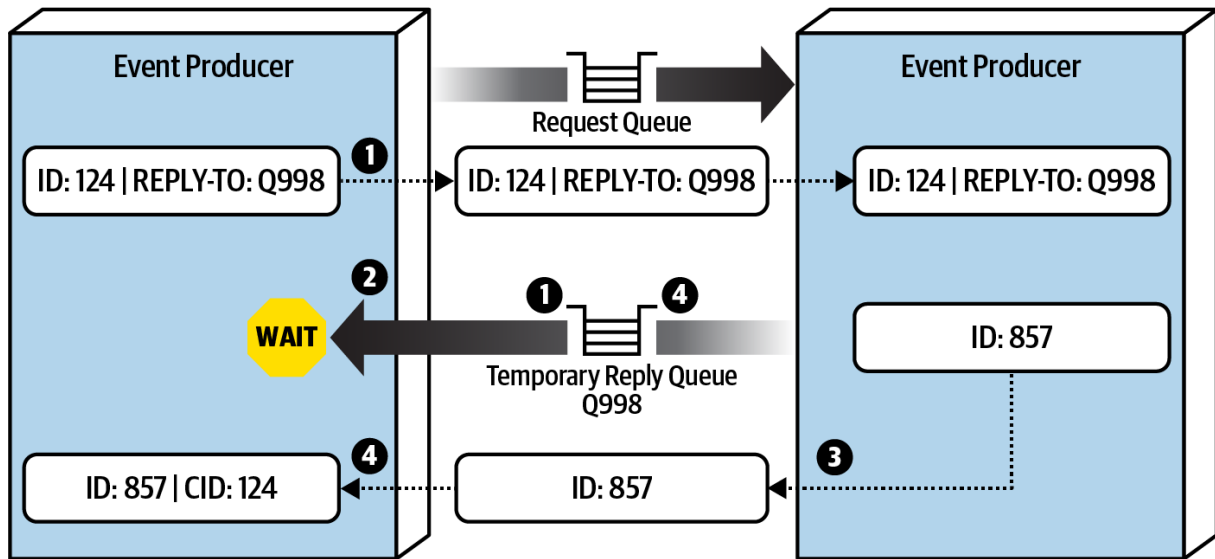 Event Producer
Event Producer
Request Queue
1
ID: 124 | REPLY-TO: Q998
ID: 124 | REPLY-TO: Q998
ID: 124 | REPLY-TO: Q998
2
1
4
WAIT
ID: 857
Temporary Reply Queue
Q998
4
3
ID: 857 | CID: 124
ID: 857